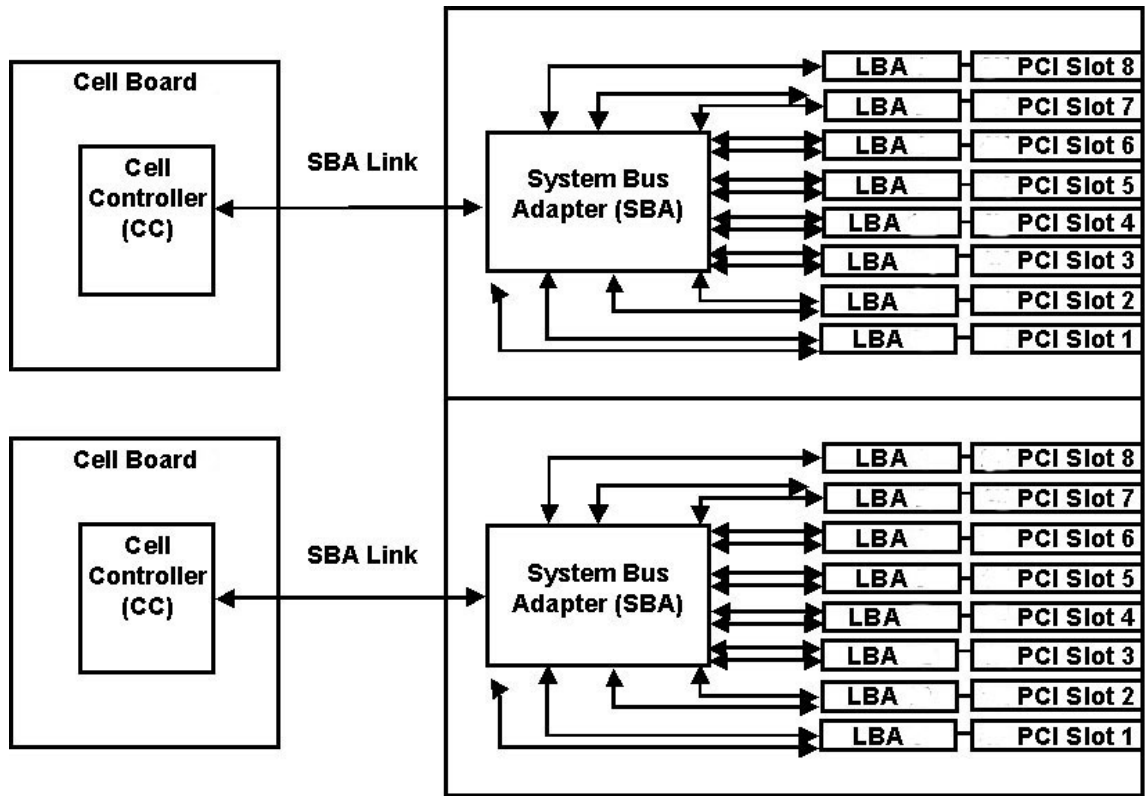 Cell Board
Cell
Controller
(CC)
SBA Link
System Bus
Adapter (SBA)
LBA PCI Slot 8
LBA PCI Slot 7
LBA PCI Slot 6
LBA PCI Slot 5
LBA PCI Slot 4
LBA PCI Slot 3
LBA PCI Slot 2
LBA PCI Slot 1
Cell Board
Cell
Controller
(CC)
SBA Link
System Bus
Adapter (SBA)
LBA PCI Slot 8
LBA PCI Slot 7
LBA PCI Slot 6
LBA PCI Slot 5
LBA PCI Slot 4
LBA PCI Slot 3
LBA PCI Slot 2
LBA PCI Slot 1